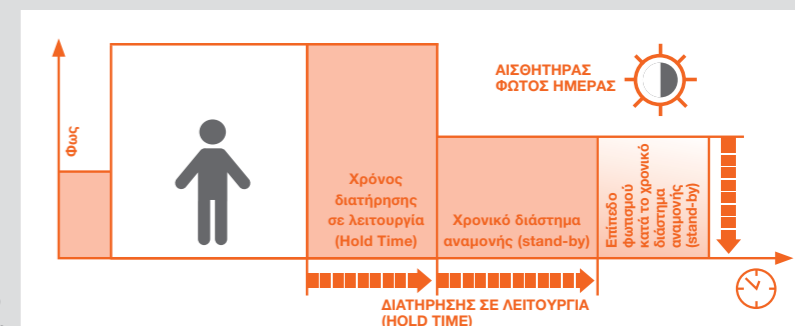 ΑΙΣΘΗΤΗΡΑΣ
ΦΩΤΟΣ ΗΜΕΡΑΣ
Φως
Χρόνος
διατήρησης
σε λειτουργία
(Hold Time)
Χρονικό διάστημα
αναμονής (stand-by)
Επίπεδο
φωτισμού
κατά το χρονικό
διάστημα
αναμονής
(stand-by)
ΔΙΑΤΗΡΗΣΗΣ ΣΕ ΛΕΙΤΟΥΡΓΙΑ
(HOLD TIME)